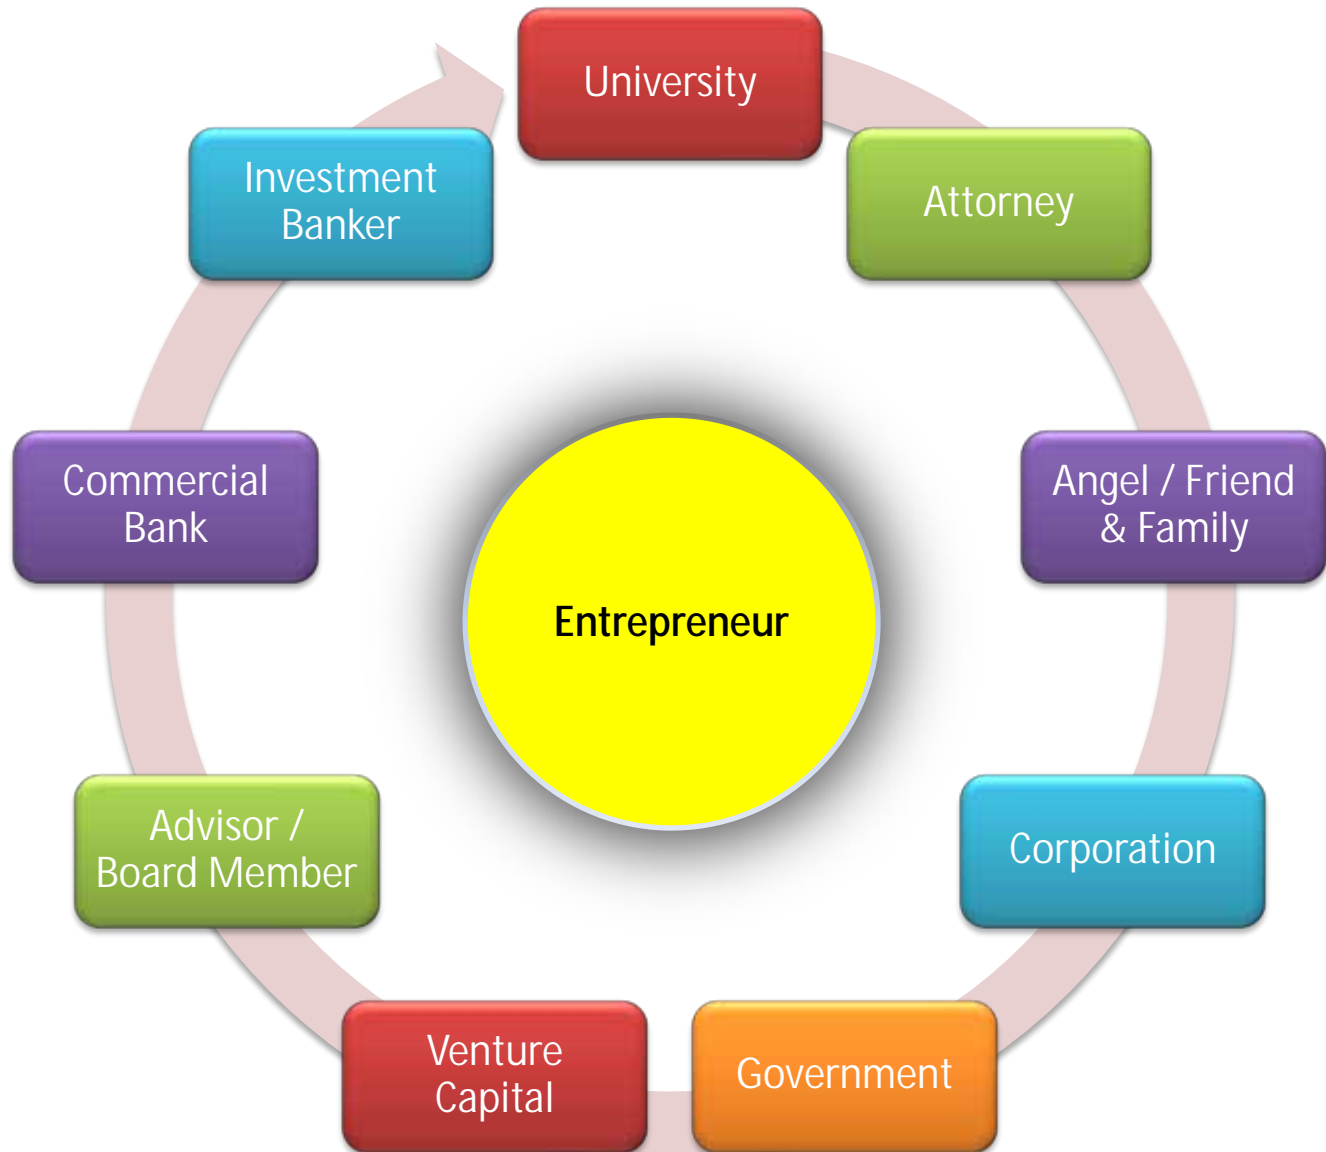 University
Attorney
Angel / Friend
& Family
Corporation
Government
Venture
Capital
Advisor /
Board Member
Commercial
Bank
Investment
Banker
Entrepreneur